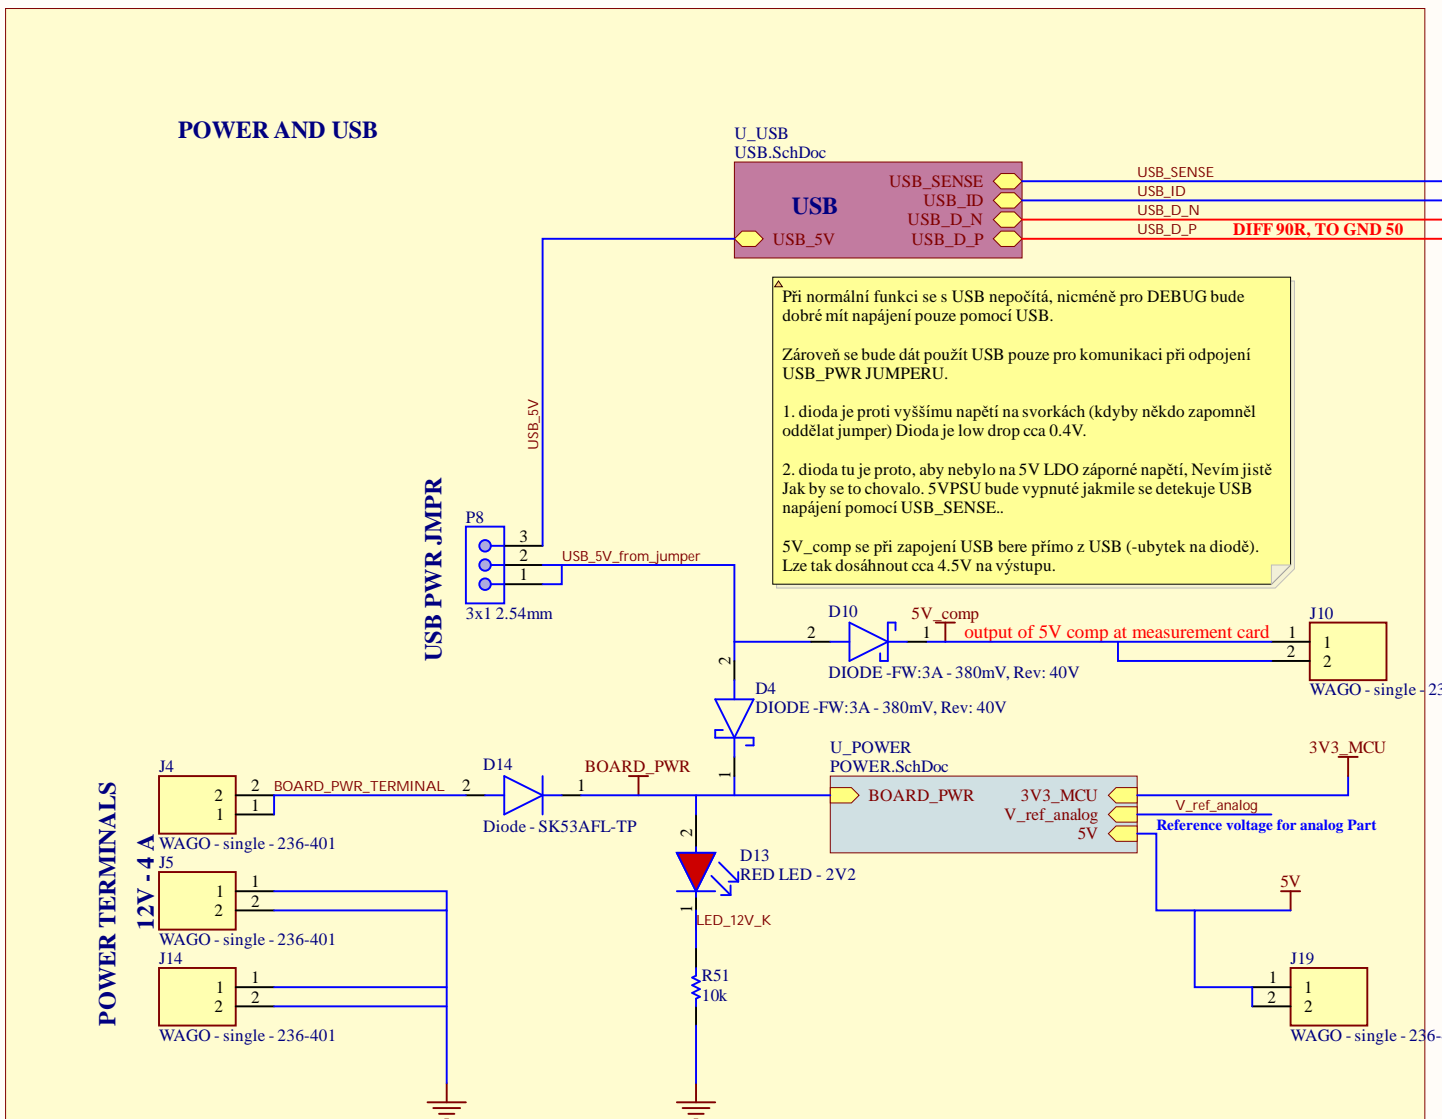 POWER AND USB
U_USB
USB.SchDoc
USB
USB_SENSE
USB_ID
USB_D_N
USB_D_P
USB_5V
USB_SENSE
USB_ID
USB_D_N
USB_D_P
DIFF 90R, TO GND 50
Při normální funkci se s USB nepočítá, nicméně pro DEBUG bude
dobré mít napájení pouze pomocí USB.
Zároveň se bude dát použít USB pouze pro komunikaci při odpojení
USB_PWR JUMPERU.
1. dioda je proti vyššímu napětí na svorkách (kdyby někdo zapomněl
oddělat jumper) Dioda je low drop cca 0.4V.
2. dioda tu je proto, aby nebylo na 5V LDO záporné napětí, Nevím jistě
Jak by se to chovalo. 5VPSU bude vypnuté jakmile se detekuje USB
napájení pomocí USB_SENSE..
5V_comp se při zapojení USB bere přímo z USB (-ubytek na diodě).
Lze tak dosáhnout cca 4.5V na výstupu.
USB_5V
USB PWR JMPR
P8
3
2
1
3x1 2.54mm
USB_5V_from_jumper
D10
2
1
DIODE -FW:3A - 380mV, Rev: 40V
5V_comp
output of 5V comp at measurement card
J10
1
2
1
2
WAGO - single - 23
2
D4
DIODE -FW:3A - 380mV, Rev: 40V
1
POWER TERMINALS
12V - 4 A
J4
2
1
2
1
WAGO - single - 236-401
BOARD_PWR_TERMINAL
2
D14
1
Diode - SK53AFL-TP
BOARD_PWR
U_POWER
POWER.SchDoc
BOARD_PWR
3V3_MCU
V_ref_analog
5V
3V3_MCU
V_ref_analog
Reference voltage for analog Part
J5
1
2
1
2
WAGO - single - 236-401
J14
1
2
1
2
WAGO - single - 236-401
2
D13
RED LED - 2V2
1
LED_12V_K
R51
10k
5V
J19
1
2
1
2
WAGO - single - 236-